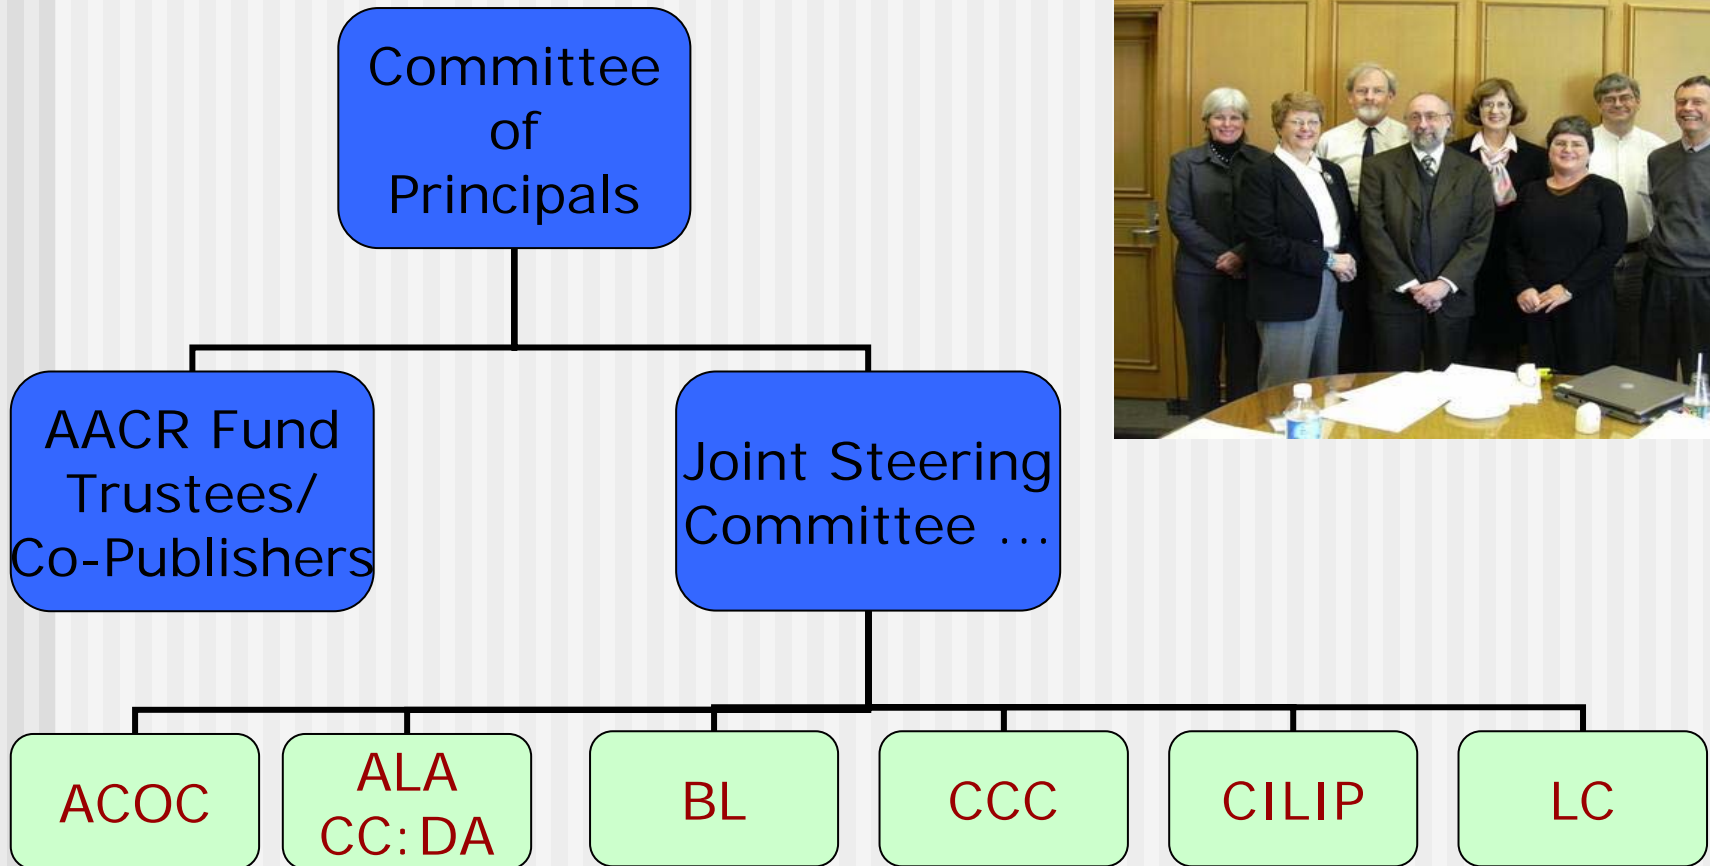 Committee
of
Principals
AACR Fund
Trustees/
Co-Publishers
Joint Steering
Committee ...
ACOC
ALA
CC:DA
BL
CCC
CILIP
LC